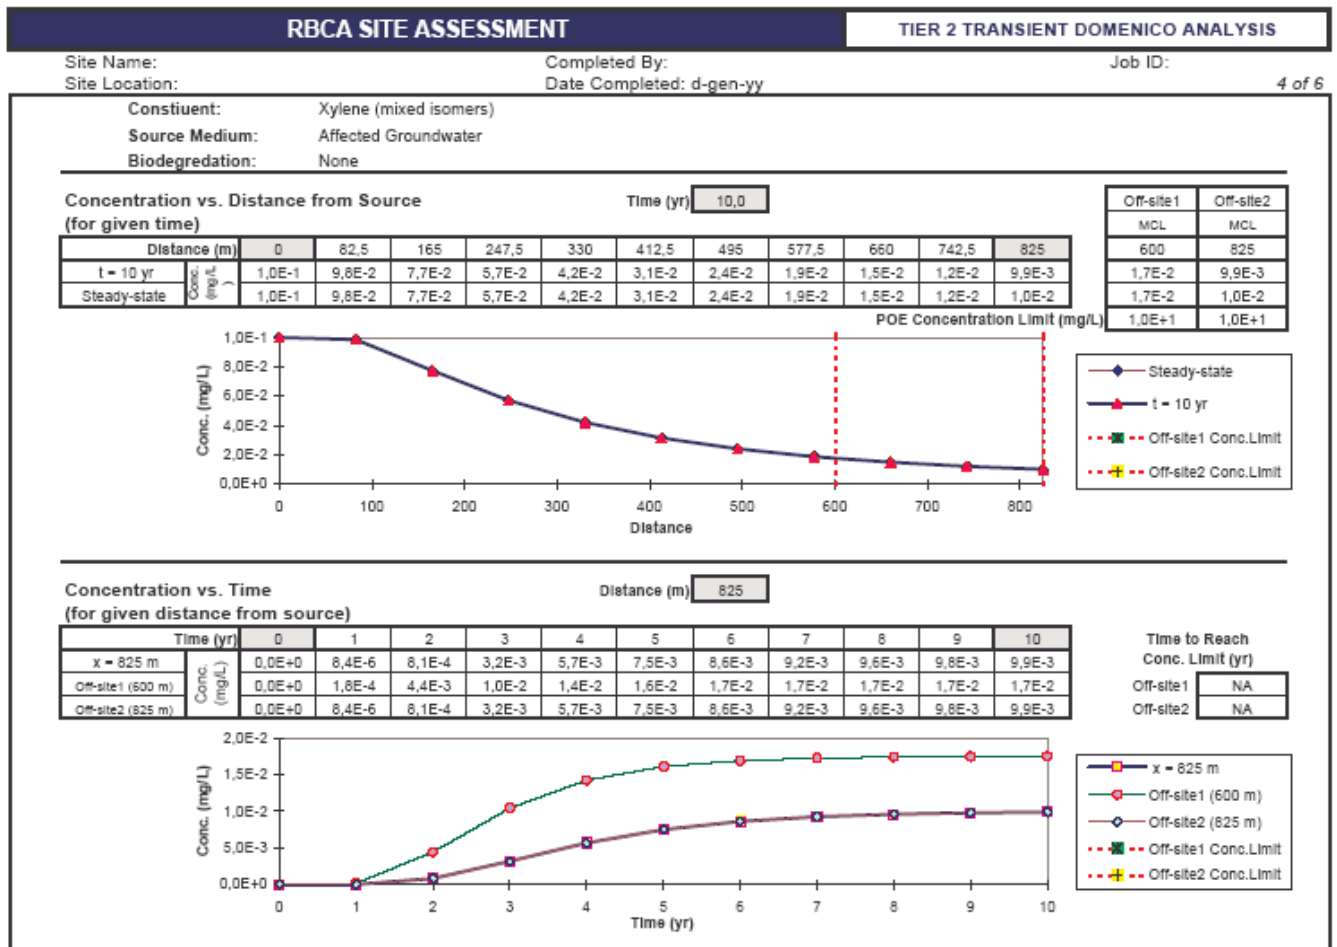 RBCA SITE ASSESSMENT TIER 2 TRANSIENT DOMENICO ANALYSIS
Site Name: Completed By: Job ID:
Site Location: Date Completed: d-gen-yy 4 of 6
Constiuent: Xylene (mixed isomers)
Source Medium: Affected Groundwater
Biodegredation: None
Concentration vs. Distance from Source Time (yr) 10,0 Off-site1 Off-site2
(for given time) MCL MCL
Distance (m) 0 82,5 165 247,5 330 412,5 495 577,5 660 742,5 825 600 825
t = 10 yr Conc. (mg/L) 1,0E-1 9,8E-2 7,7E-2 5,7E-2 4,2E-2 3,1E-2 2,4E-2 1,9E-2 1,5E-2 1,2E-2 9,9E-3 1,7E-2 9,9E-3
Steady-state 1,0E-1 9,8E-2 7,7E-2 5,7E-2 4,2E-2 3,1E-2 2,4E-2 1,9E-2 1,5E-2 1,2E-2 1,0E-2 1,7E-2 1,0E-2
POE Concentration Limit (mg/L) 1,0E+1 1,0E+1
Conc. (mg/L)
1,0E-1
8,0E-2
6,0E-2
4,0E-2
2,0E-2
0,0E+0
0 100 200 300 400 500 600 700 800
Distance
Steady-state
t = 10 yr
Off-site1 Conc.Limit
Off-site2 Conc.Limit
Concentration vs. Time Distance (m) 825
(for given distance from source)
Time (yr) 0 1 2 3 4 5 6 7 8 9 10 Time to Reach
x = 825 m Conc. (mg/L) 0,0E+0 8,4E-6 8,1E-4 3,2E-3 5,7E-3 7,5E-3 8,6E-3 9,2E-3 9,6E-3 9,8E-3 9,9E-3 Conc. Limit (yr)
Off-site1 (600 m) 0,0E+0 1,8E-4 4,4E-3 1,0E-2 1,4E-2 1,6E-2 1,7E-2 1,7E-2 1,7E-2 1,7E-2 1,7E-2 Off-site1 NA
Off-site2 (825 m) 0,0E+0 8,4E-6 8,1E-4 3,2E-3 5,7E-3 7,5E-3 8,6E-3 9,2E-3 9,6E-3 9,8E-3 9,9E-3 Off-site2 NA
Conc. (mg/L)
2,0E-2
1,5E-2
1,0E-2
5,0E-3
0,0E+0
0 1 2 3 4 5 6 7 8 9 10
Time (yr)
x = 825 m
Off-site1 (600 m)
Off-site2 (825 m)
Off-site1 Conc.Limit
Off-site2 Conc.Limit